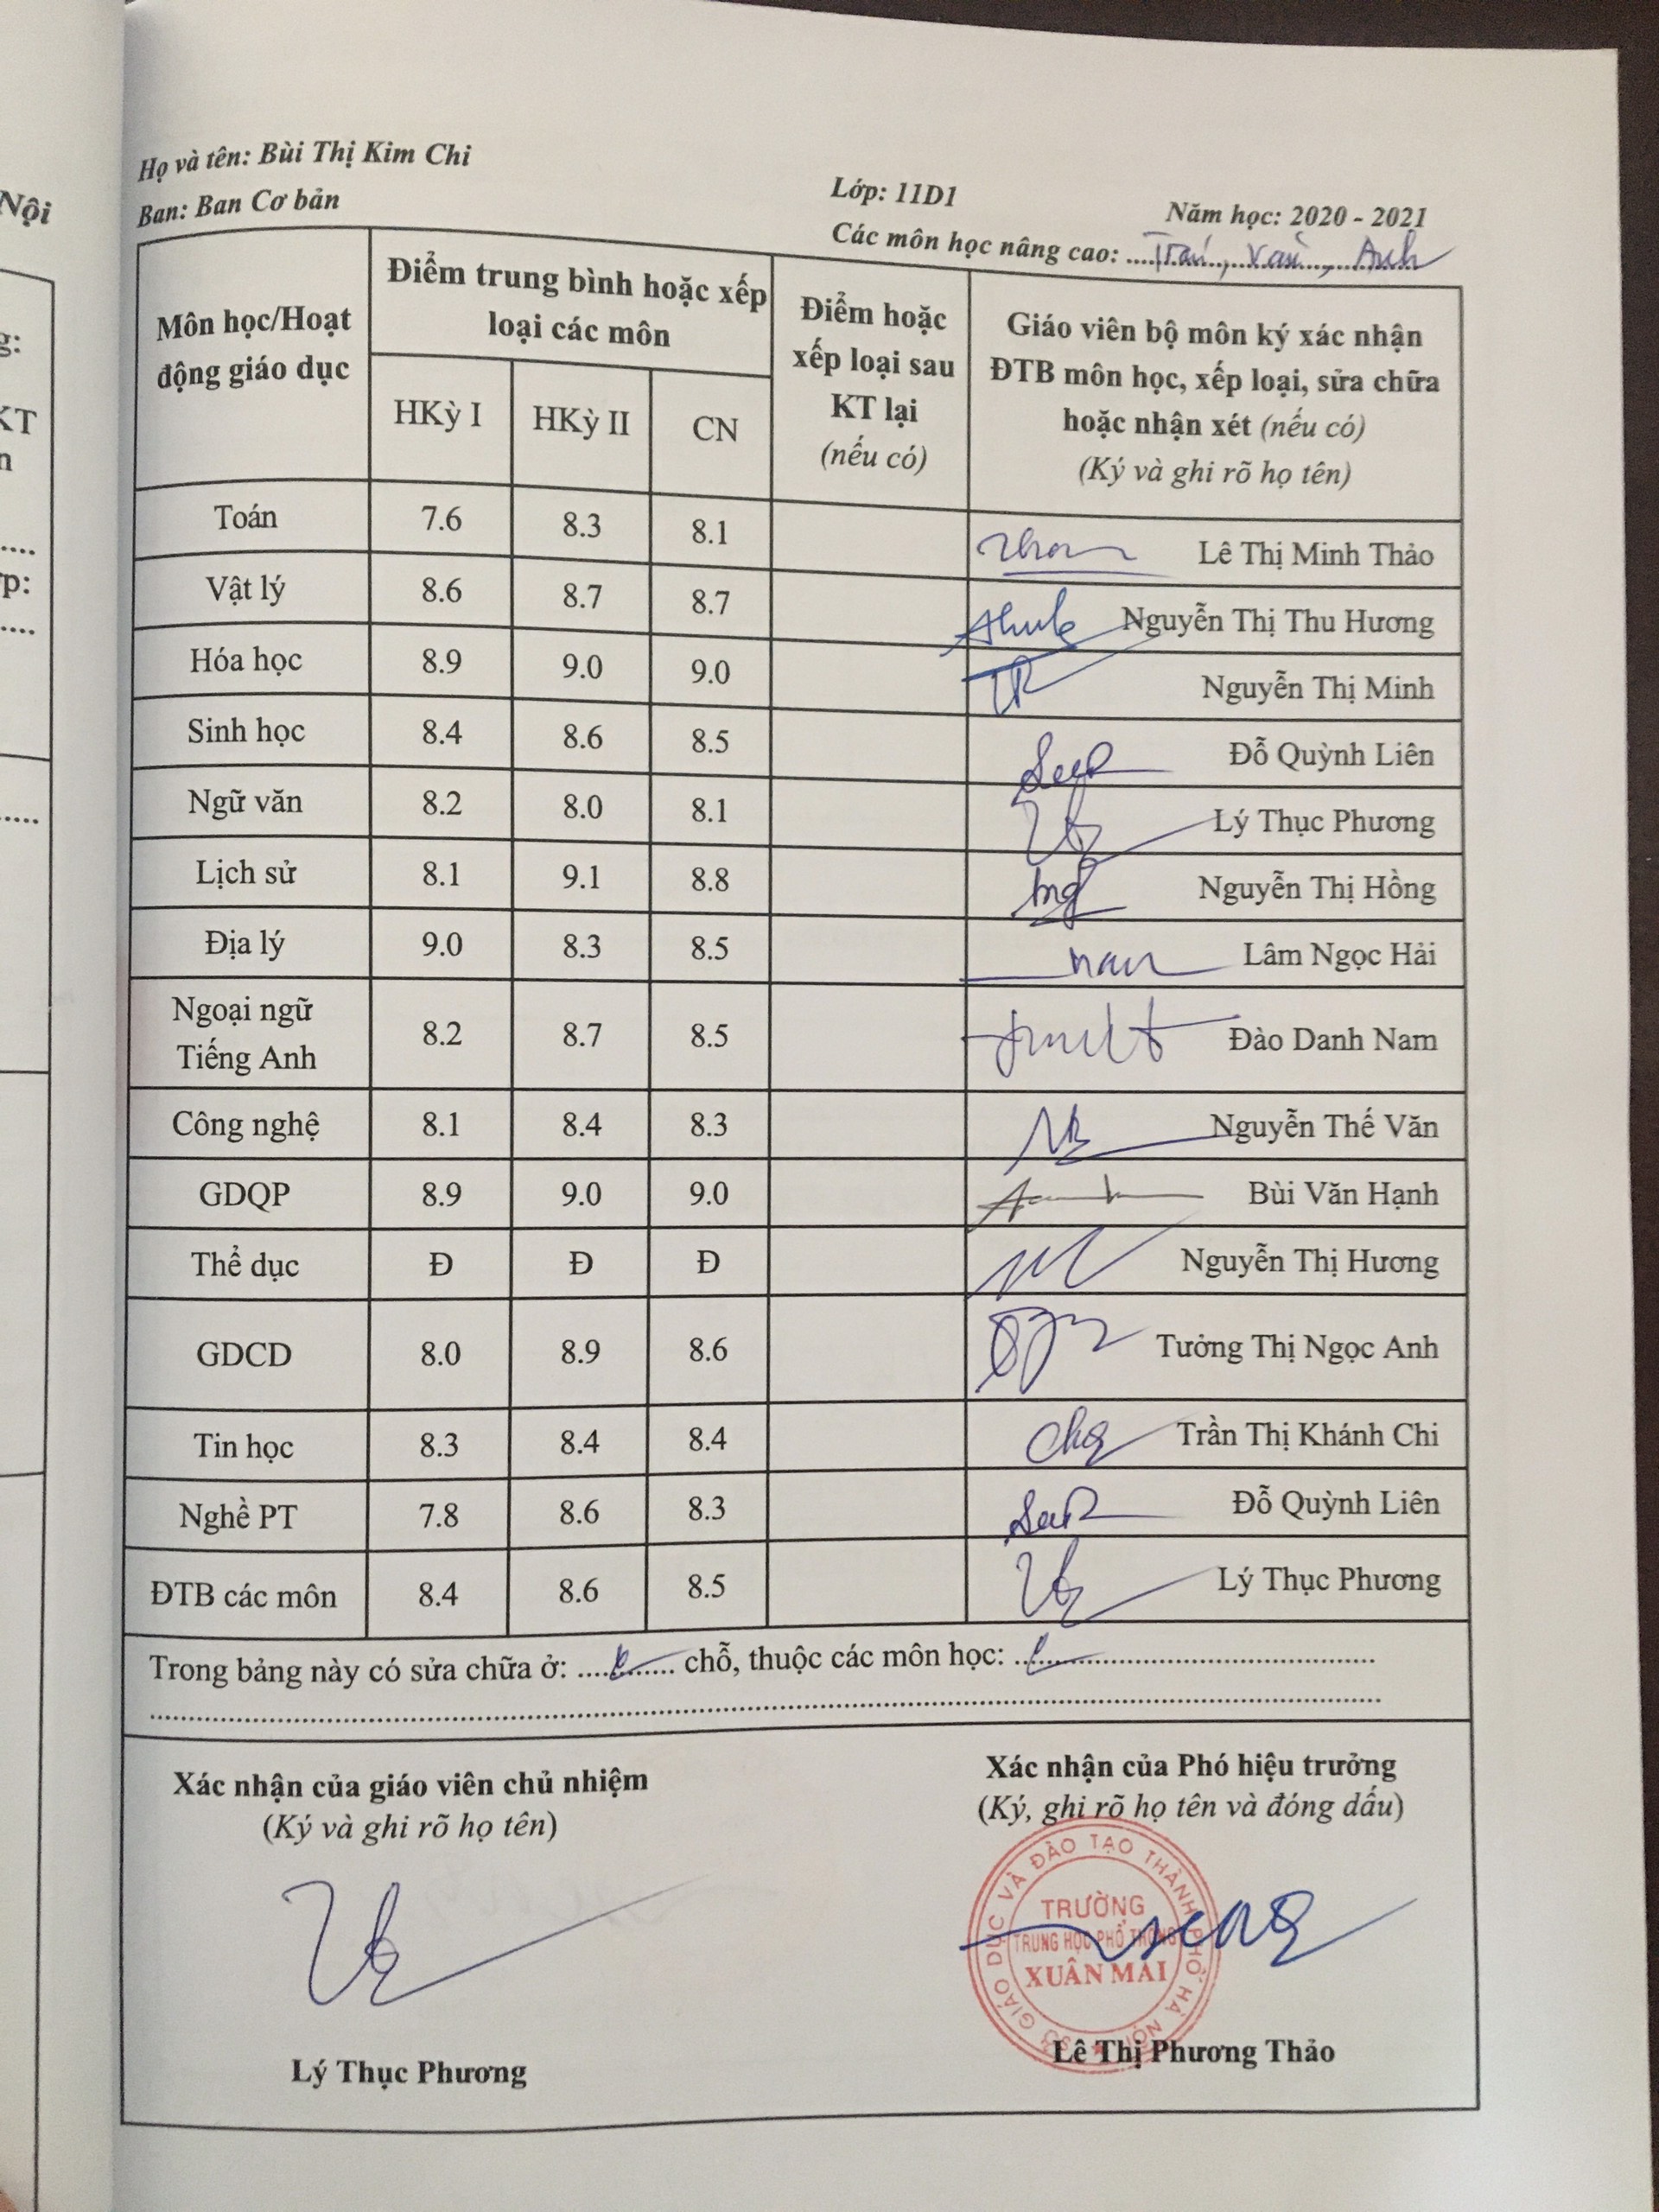 Nội
g:
KT
n
....
p:
....
.....
Họ và tên: Bùi Thị Kim Chi
Ban: Ban Cơ bản
Lớp: 11D1
Năm học: 2020 - 2021
Các môn học nâng cao: Toán, Văn, Anh
Môn học/Hoạt động giáo dục
Điểm trung bình hoặc xếp loại các môn
HKỳ I HKỳ II CN
Điểm hoặc xếp loại sau KT lại (nếu có)
Giáo viên bộ môn ký xác nhận
ĐTB môn học, xếp loại, sửa chữa
hoặc nhận xét (nếu có)
(Ký và ghi rõ họ tên)
Toán 7.6 8.3 8.1 Lê Thị Minh Thảo
Vật lý 8.6 8.7 8.7 Nguyễn Thị Thu Hương
Hóa học 8.9 9.0 9.0 Nguyễn Thị Minh
Sinh học 8.4 8.6 8.5 Đỗ Quỳnh Liên
Ngữ văn 8.2 8.0 8.1 Lý Thục Phương
Lịch sử 8.1 9.1 8.8 Nguyễn Thị Hồng
Địa lý 9.0 8.3 8.5 Lâm Ngọc Hải
Ngoại ngữ
Tiếng Anh 8.2 8.7 8.5 Đào Danh Nam
Công nghệ 8.1 8.4 8.3 Nguyễn Thế Văn
GDQP 8.9 9.0 9.0 Bùi Văn Hạnh
Thể dục Đ Đ Đ Nguyễn Thị Hương
GDCD 8.0 8.9 8.6 Tưởng Thị Ngọc Anh
Tin học 8.3 8.4 8.4 Trần Thị Khánh Chi
Nghề PT 7.8 8.6 8.3 Đỗ Quỳnh Liên
ĐTB các môn 8.4 8.6 8.5 Lý Thục Phương
Trong bảng này có sửa chữa ở: ........... chỗ, thuộc các môn học: ...........
Xác nhận của giáo viên chủ nhiệm
(Ký và ghi rõ họ tên)
Lý Thục Phương
Xác nhận của Phó hiệu trưởng
(Ký, ghi rõ họ tên và đóng dấu)
SỞ GIÁO DỤC VÀ ĐÀO TẠO THÀNH PHỐ HÀ NỘI
TRƯỜNG
TRUNG HỌC PHỔ THÔNG
XUÂN MAI
Lê Thị Phương Thảo